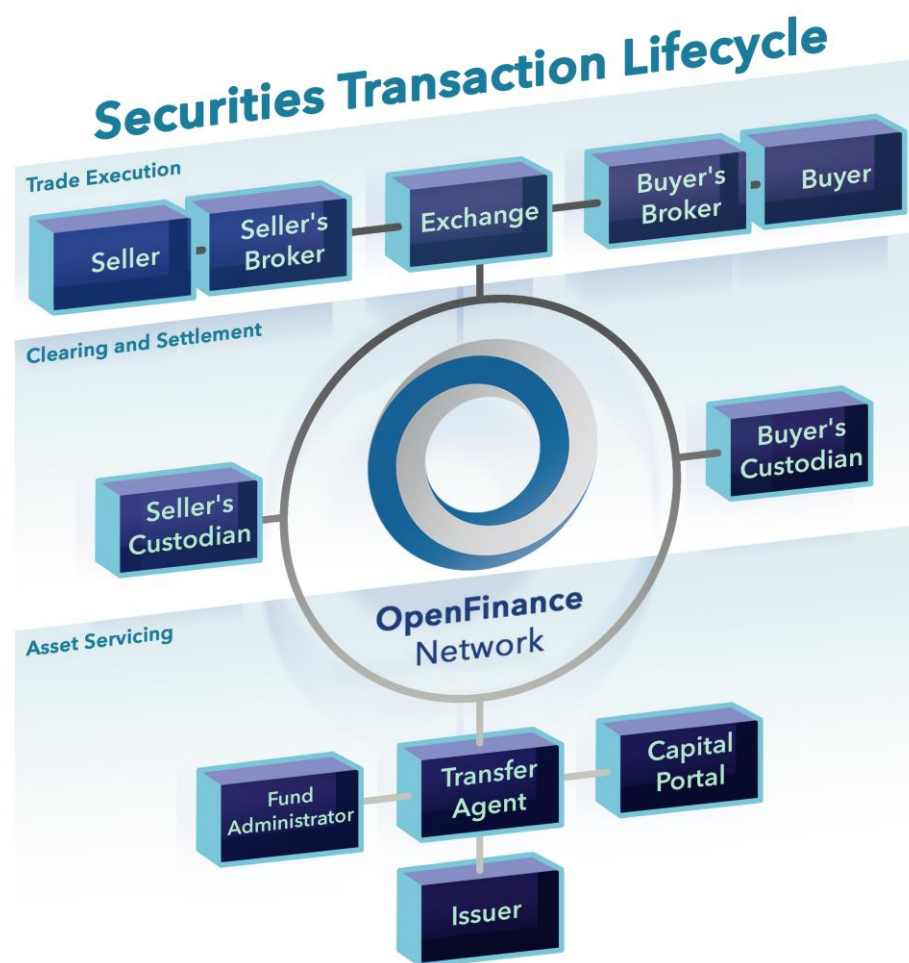 Securities Transaction Lifecycle
Trade Execution
Seller
Seller's
Broker
Exchange
Buyer's
Broker
Buyer
Clearing and Settlement
Seller's
Custodian
Buyer's
Custodian
OpenFinance
Network
Asset Servicing
Fund
Administrator
Transfer
Agent
Capital
Portal
Issuer